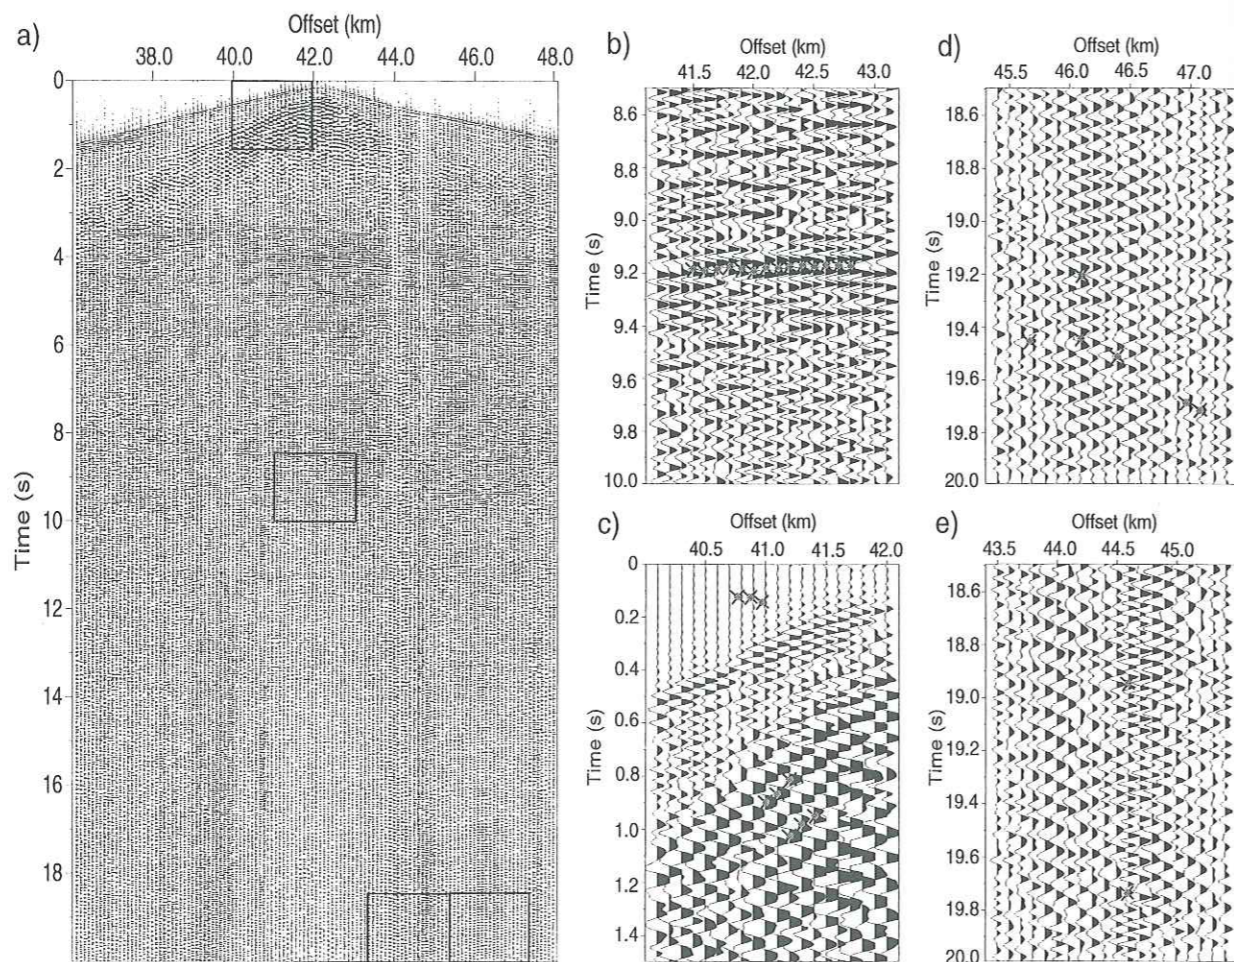 a)
Offset (km)
38.0 40.0 42.0 44.0 46.0 48.0
0
2
4
6
8
10
12
14
16
18
Time (s)
b)
Offset (km)
41.5 42.0 42.5 43.0
8.6
8.8
9.0
9.2
9.4
9.6
9.8
10.0
Time (s)
d)
Offset (km)
45.5 46.0 46.5 47.0
18.6
18.8
19.0
19.2
19.4
19.6
19.8
20.0
Time (s)
c)
Offset (km)
40.5 41.0 41.5 42.0
0
0.2
0.4
0.6
0.8
1.0
1.2
1.4
Time (s)
e)
Offset (km)
43.5 44.0 44.5 45.0
18.6
18.8
19.0
19.2
19.4
19.6
19.8
20.0
Time (s)